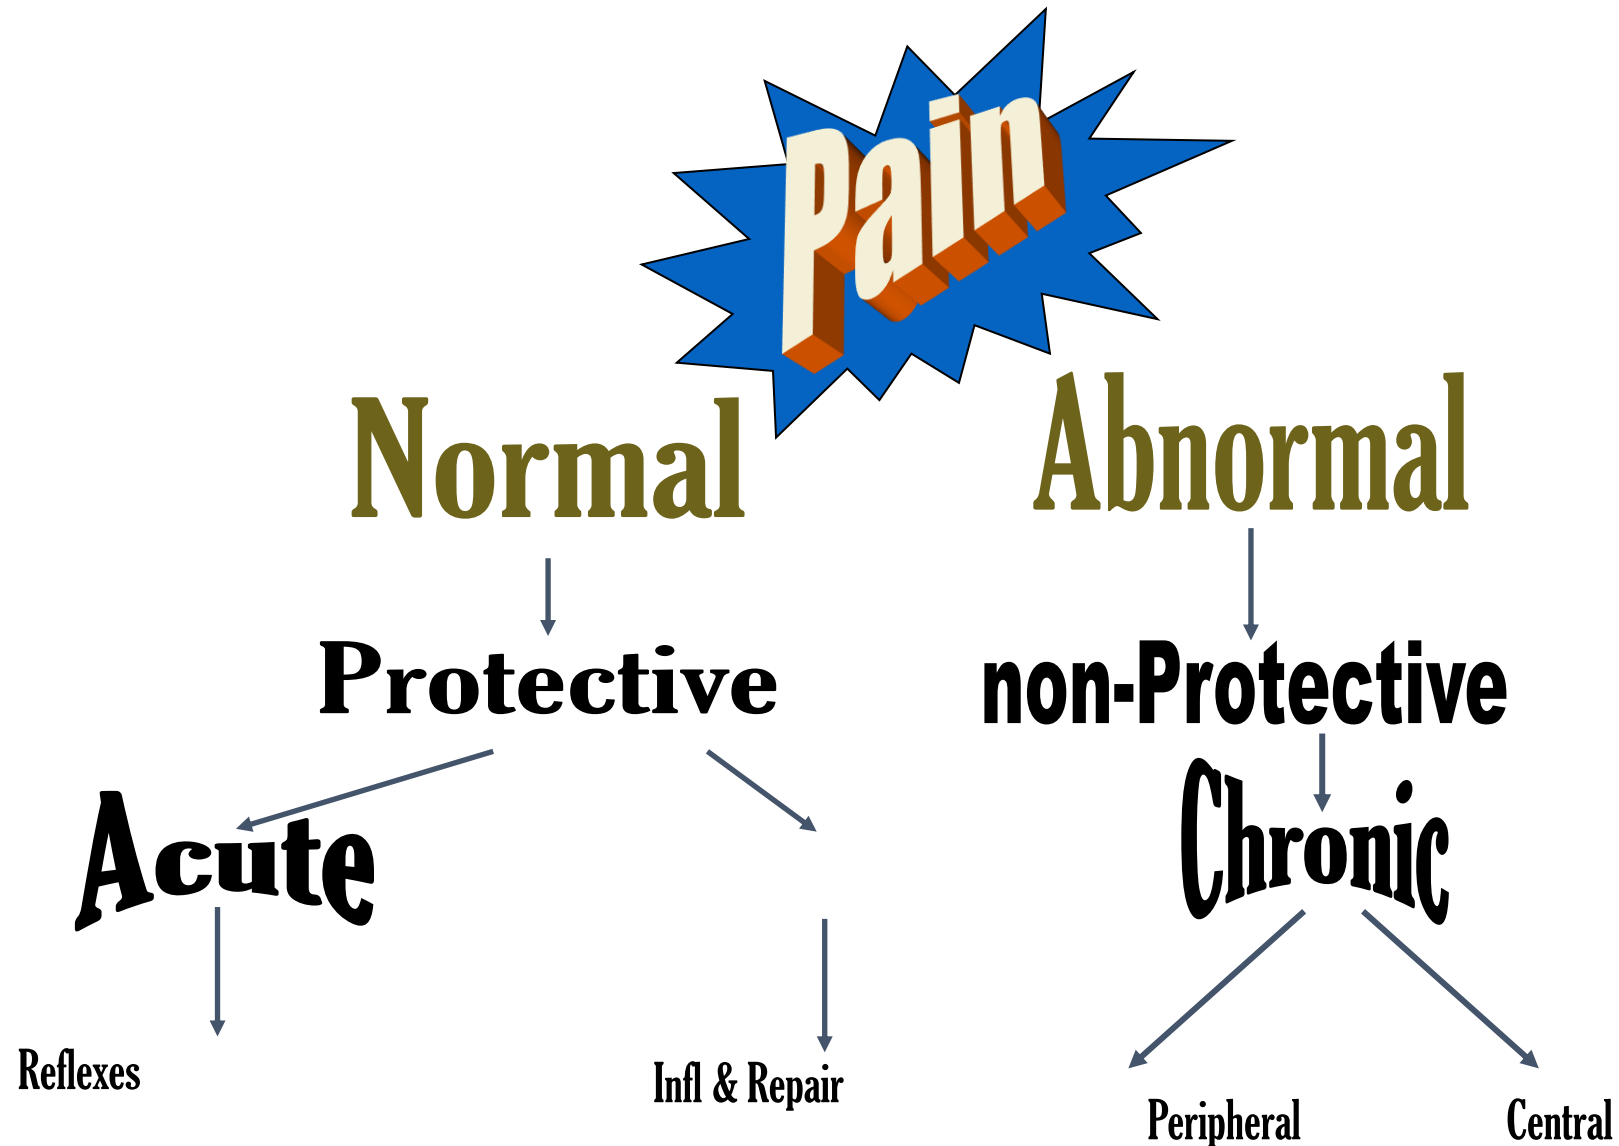 Pain
Normal
Abnormal
Protective
non-Protective
Acute
Chronic
Reflexes
Infl & Repair
Peripheral
Central